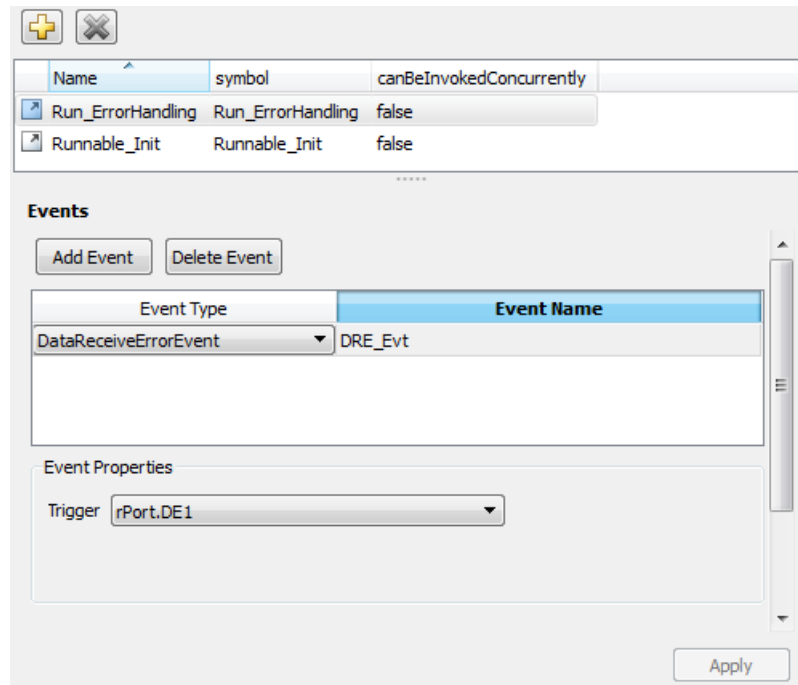 Name symbol canBeInvokedConcurrently
Run_ErrorHandling Run_ErrorHandling false
Runnable_Init Runnable_Init false
Events
Add Event Delete Event
Event Type Event Name
DataReceiveErrorEvent DRE_Evt
Event Properties
Trigger rPort.DE1
Apply